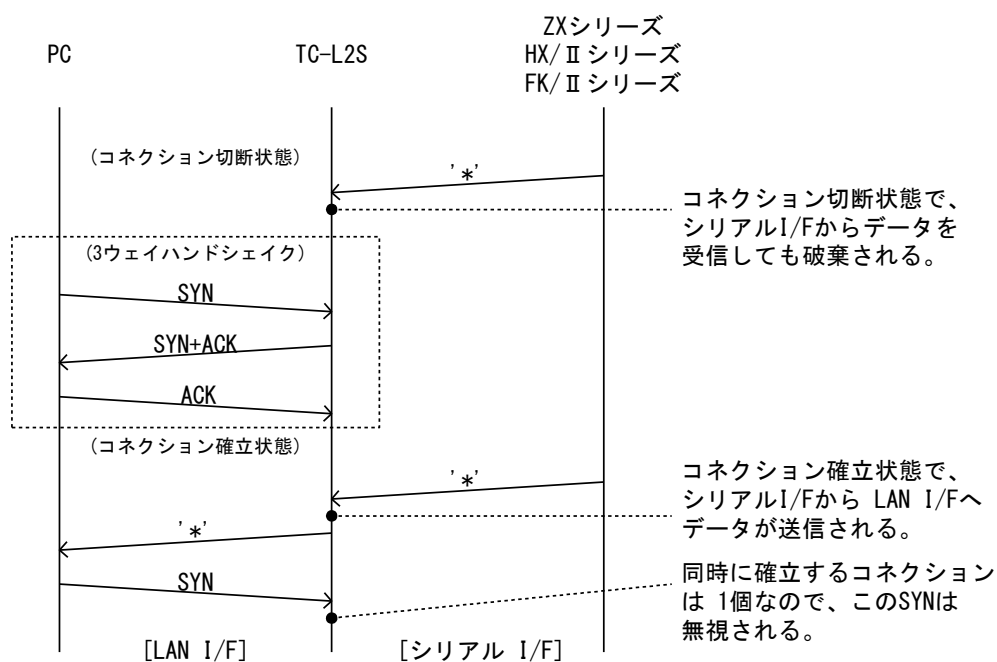 ZXシリーズ
PC
TC-L2S
HX/Ⅱシリーズ
FK/Ⅱシリーズ
(コネクション切断状態)
'*'
コネクション切断状態で、
シリアルI/Fからデータを
受信しても破棄される。
(3ウェイハンドシェイク)
SYN
SYN+ACK
ACK
(コネクション確立状態)
'*'
コネクション確立状態で、
シリアルI/Fから LAN I/Fへ
データが送信される。
'*'
SYN
同時に確立するコネクション
は 1個なので、このSYNは
無視される。
[LAN I/F]
[シリアル I/F]